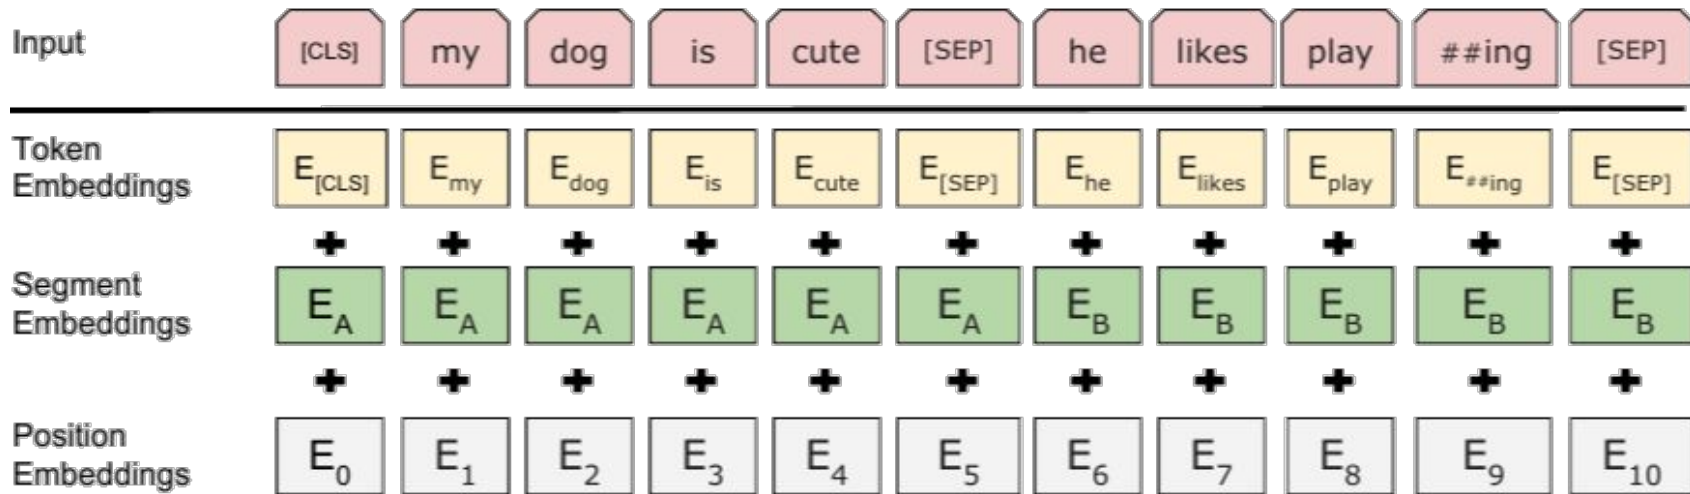 Input [CLS] my dog is cute [SEP] he likes play ##ing [SEP]
Token
Embeddings E[CLS] Emy Edog Eis Ecute E[SEP] Ehe Elikes Eplay E##ing E[SEP]
+ + + + + + + + + + +
Segment
Embeddings EA EA EA EA EA EA EB EB EB EB EB
+ + + + + + + + + + +
Position
Embeddings E0 E1 E2 E3 E4 E5 E6 E7 E8 E9 E10